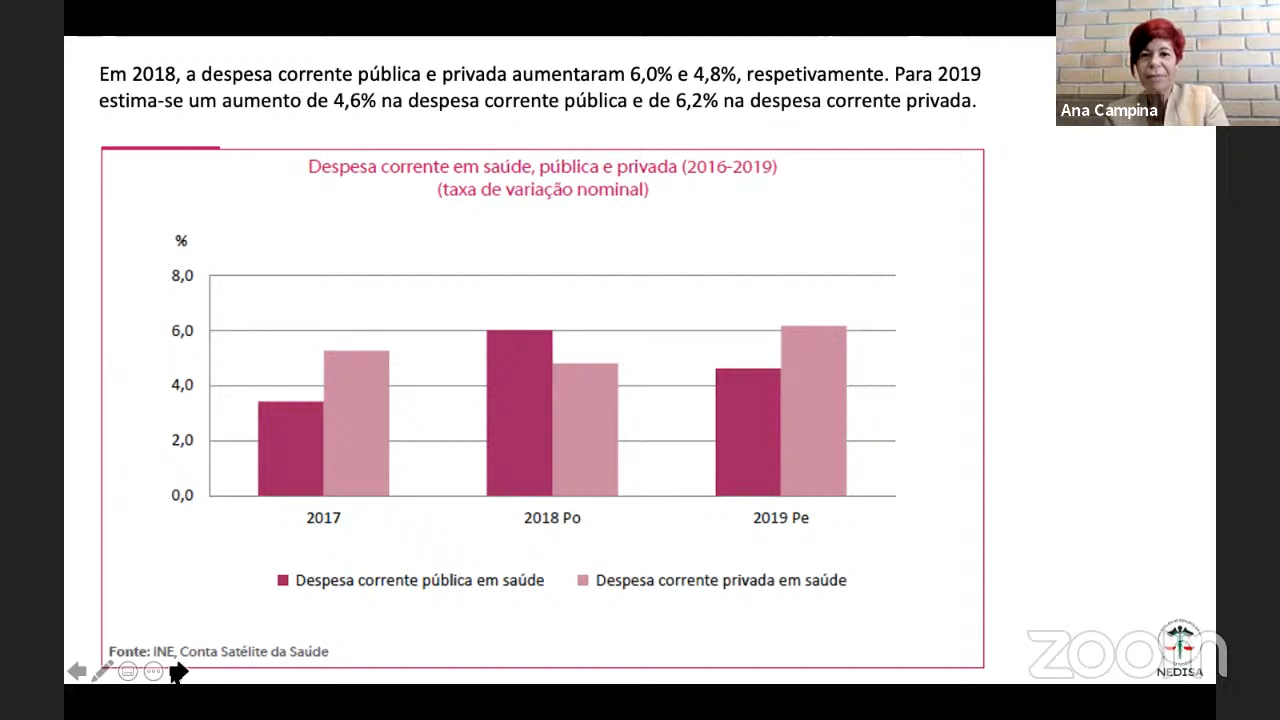 Em 2018, a despesa corrente pública e privada aumentaram 6,0% e 4,8%, respetivamente. Para 2019
estima-se um aumento de 4,6% na despesa corrente pública e de 6,2% na despesa corrente privada.
Ana Campina
Despesa corrente em saúde, pública e privada (2016-2019)
(taxa de variação nominal)
%
8,0
6,0
4,0
2,0
0,0
2017
2018 Po
2019 Pe
Despesa corrente pública em saúde
Despesa corrente privada em saúde
Fonte: INE, Conta Satélite da Saúde
zoom
NEDISA